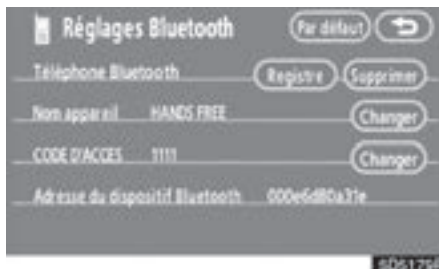 Réglages Bluetooth Par défaut
Téléphone Bluetooth Registre Supprimer
Nom appareil HANDS FREE Changer
CODE D'ACCES 1111 Changer
Adresse du dispositif Bluetooth 000e6d80a31e